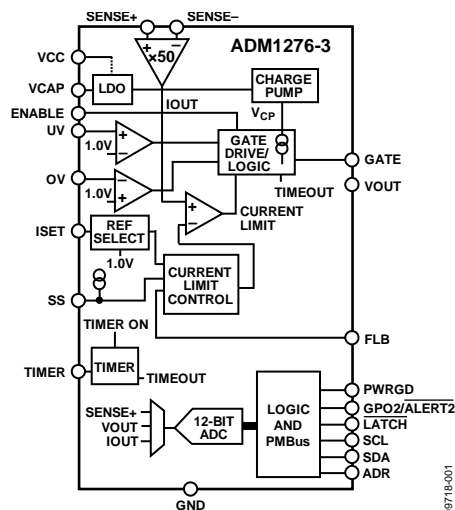 SENSE+ SENSE–
ADM1276-3
VCC
+ –
×50
VCAP
LDO
CHARGE
PUMP
ENABLE
IOUT
VCP
UV
+
1.0V –
GATE
DRIVE/
LOGIC
GATE
OV
–
1.0V +
TIMEOUT
VOUT
+
–
CURRENT
LIMIT
ISET
REF
SELECT
1.0V
CURRENT
LIMIT
CONTROL
SS
TIMER ON
FLB
TIMER
TIMER
TIMEOUT
PWRGD
SENSE+
VOUT
IOUT
12-BIT
ADC
LOGIC
AND
PMBus
GPO2/ALERT2
LATCH
SCL
SDA
ADR
GND
09718-001